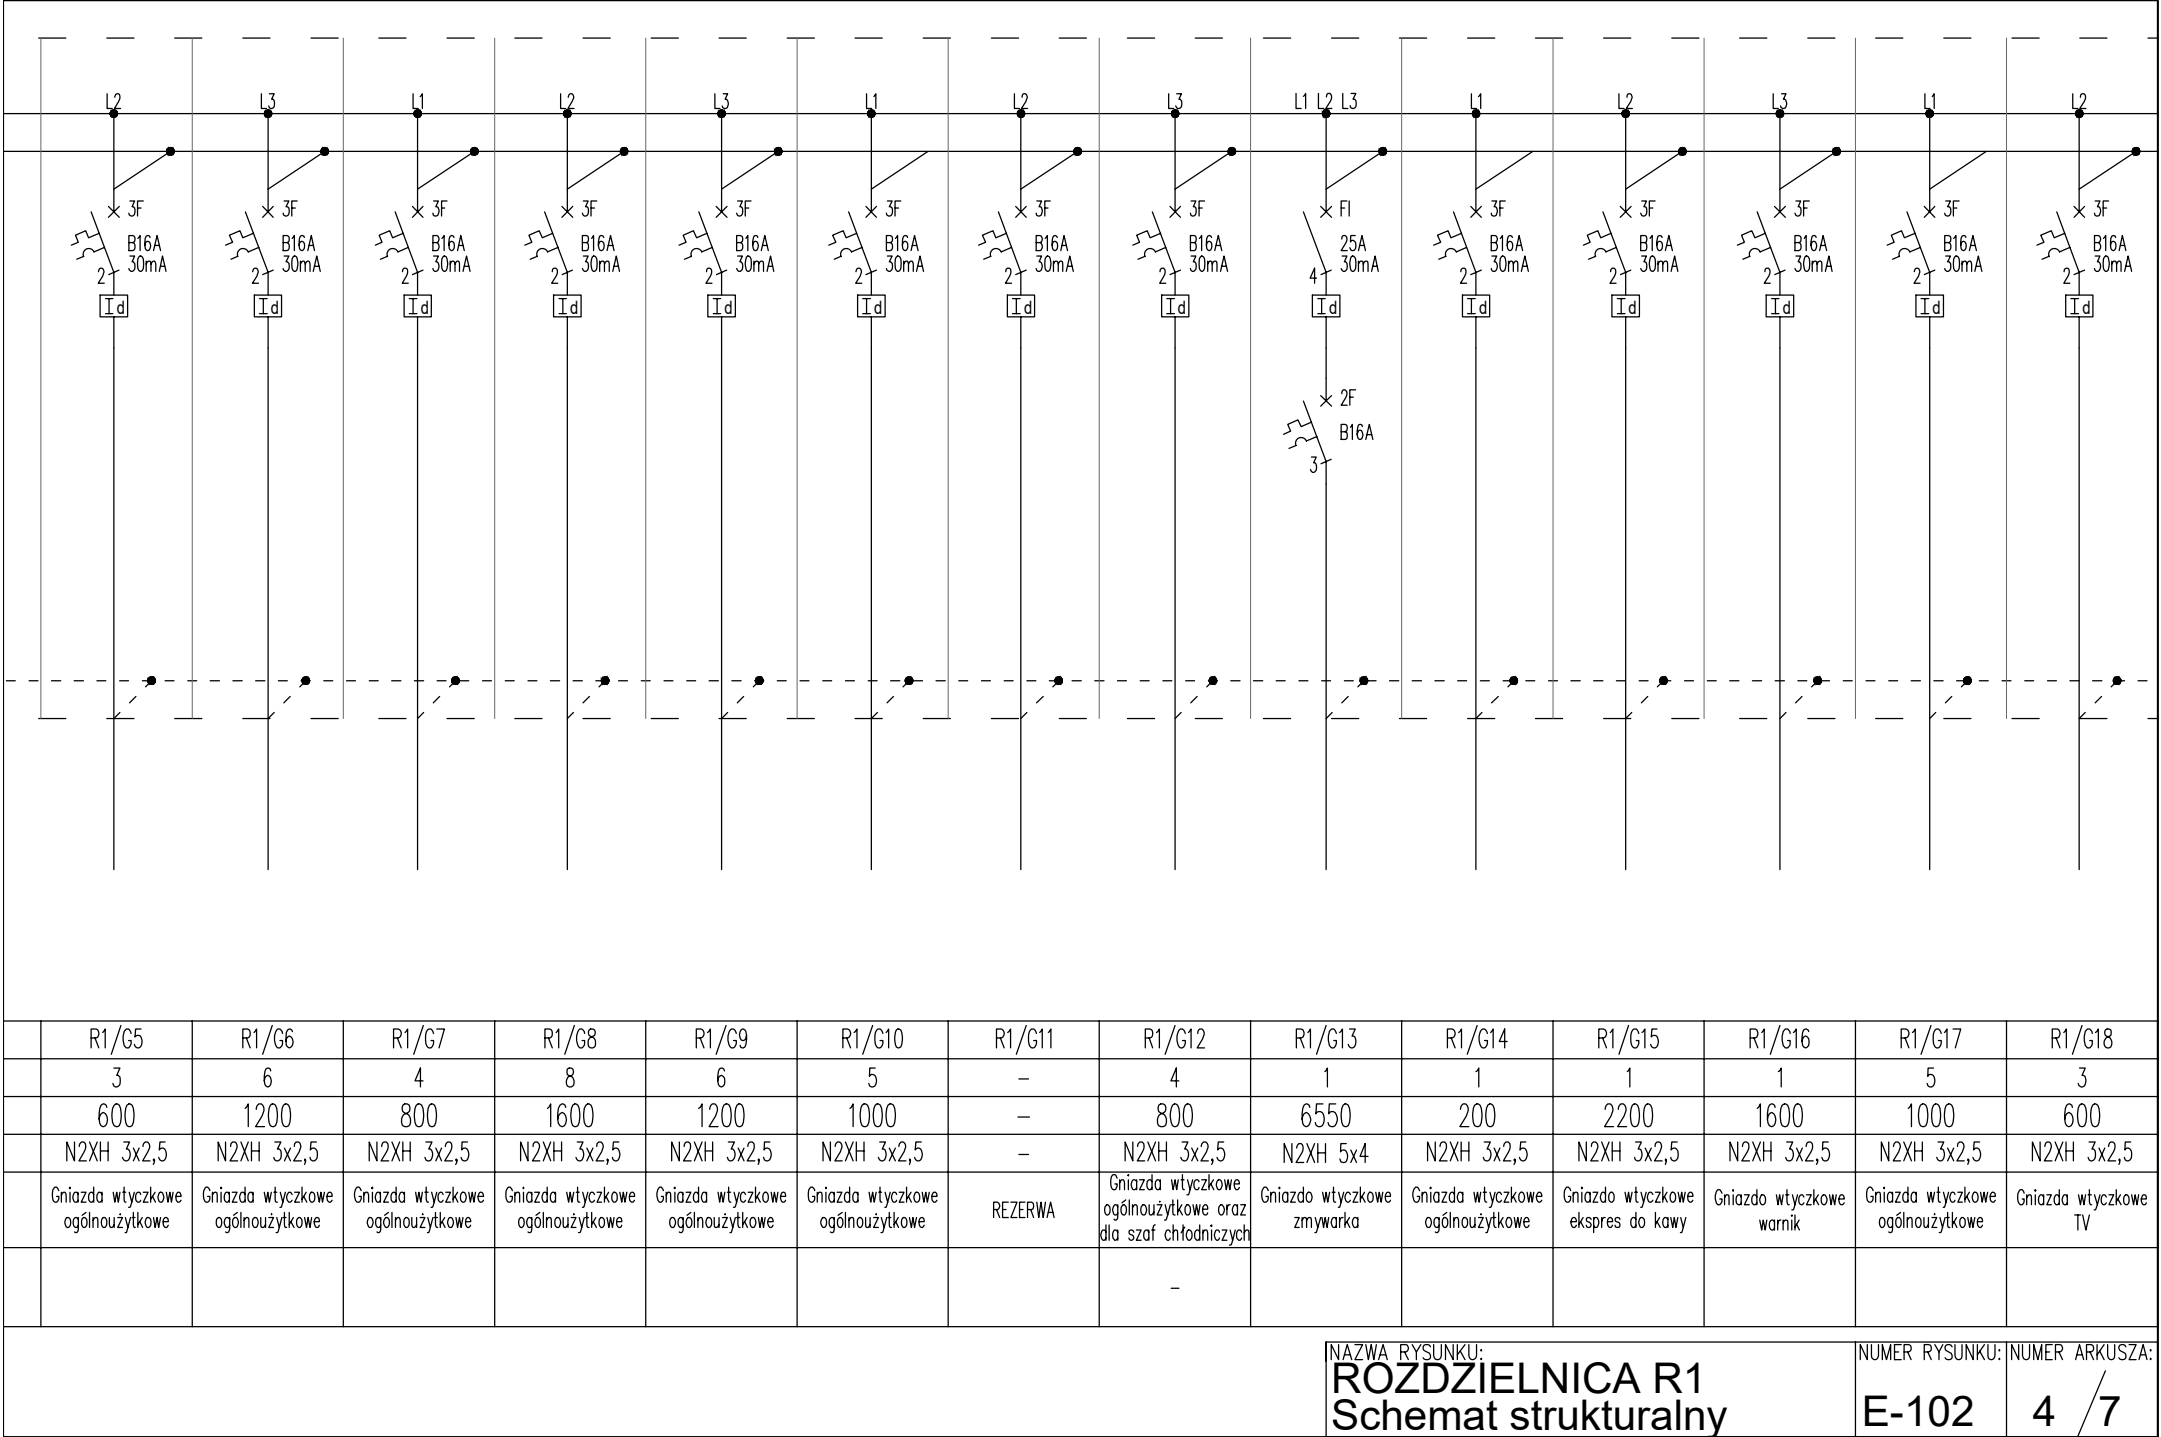 L2 L3 L1 L2 L3 L1 L2 L3 L1 L2 L3 L1 L2 L3 L1 L2
3F 3F 3F 3F 3F 3F 3F 3F FI 3F 3F 3F 3F 3F
B16A B16A B16A B16A B16A B16A B16A B16A 25A B16A B16A B16A B16A B16A
30mA 30mA 30mA 30mA 30mA 30mA 30mA 30mA 30mA 30mA 30mA 30mA 30mA 30mA
2 2 2 2 2 2 2 2 4 2 2 2 2 2
Id Id Id Id Id Id Id Id Id Id Id Id Id Id
2F
B16A
3
R1/G5 R1/G6 R1/G7 R1/G8 R1/G9 R1/G10 R1/G11 R1/G12 R1/G13 R1/G14 R1/G15 R1/G16 R1/G17 R1/G18
3 6 4 8 6 5 - 4 1 1 1 1 5 3
600 1200 800 1600 1200 1000 - 800 6550 200 2200 1600 1000 600
N2XH 3x2,5 N2XH 3x2,5 N2XH 3x2,5 N2XH 3x2,5 N2XH 3x2,5 N2XH 3x2,5 - N2XH 3x2,5 N2XH 5x4 N2XH 3x2,5 N2XH 3x2,5 N2XH 3x2,5 N2XH 3x2,5 N2XH 3x2,5
Gniazda wtyczkowe
ogólnoużytkowe
Gniazda wtyczkowe
ogólnoużytkowe
Gniazda wtyczkowe
ogólnoużytkowe
Gniazda wtyczkowe
ogólnoużytkowe
Gniazda wtyczkowe
ogólnoużytkowe
Gniazda wtyczkowe
ogólnoużytkowe
REZERWA
Gniazda wtyczkowe
ogólnoużytkowe oraz
dla szaf chłodniczych
Gniazdo wtyczkowe
zmywarka
Gniazda wtyczkowe
ogólnoużytkowe
Gniazdo wtyczkowe
ekspres do kawy
Gniazdo wtyczkowe
warnik
Gniazda wtyczkowe
ogólnoużytkowe
Gniazda wtyczkowe
TV
-
NAZWA RYSUNKU:
ROZDZIELNICA R1
Schemat strukturalny
NUMER RYSUNKU:
E-102
NUMER ARKUSZA:
4/7